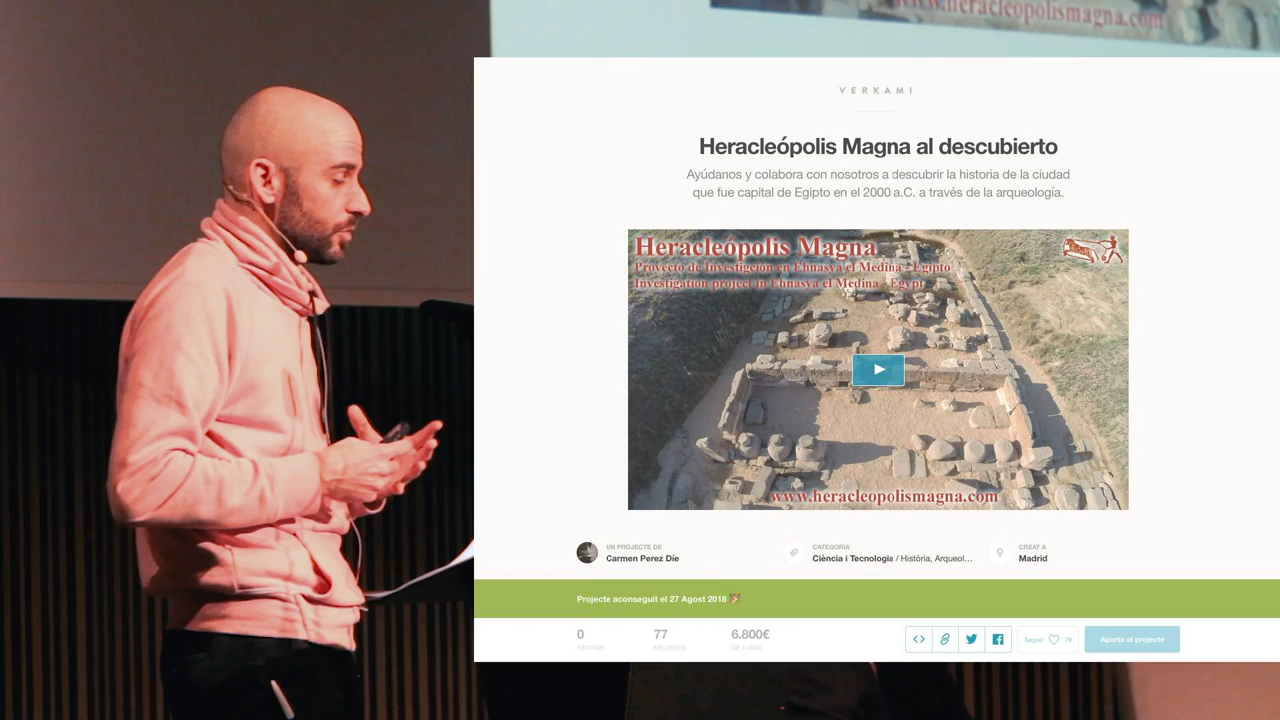 www.heracleopolismagna.com
VERKAMI
Heracleópolis Magna al descubierto
Ayúdanos y colabora con nosotros a descubrir la historia de la ciudad
que fue capital de Egipto en el 2000 a.C. a través de la arqueología.
Heracleópolis Magna
Proyecto de Investigación en Ehnasya el Medina - Egipto
Investigation project in Ehnasya el Medina - Egypt
www.heracleopolismagna.com
UN PROJECTE DE
Carmen Perez Díe
CATEGORIA
Ciència i Tecnologia / Història, Arqueol...
CREAT A
Madrid
Projecte aconseguit el 27 Agost 2018
0
SEGONS
77
MECENES
6.800€
Seguir
Aporta al projecte